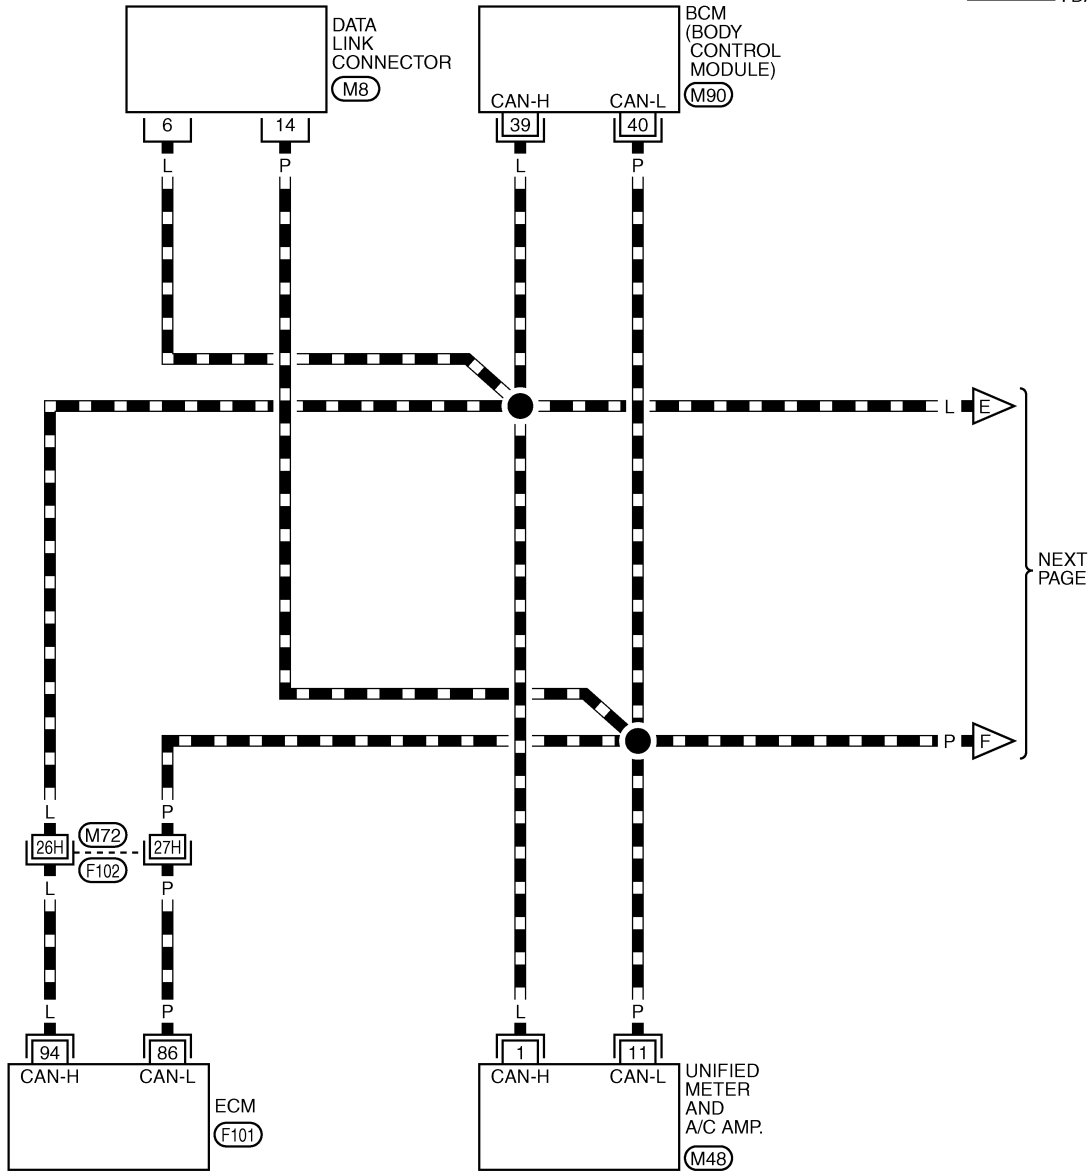 DATA
LINK
CONNECTOR
M8
BCM
(BODY
CONTROL
MODULE)
M90
CAN-H CAN-L
6 14 39 40
L P L P
L E
NEXT
PAGE
P F
L P
26H M72 27H
F102
L P
L P L P
94 86 1 11
CAN-H CAN-L CAN-H CAN-L
ECM
F101
UNIFIED
METER
AND
A/C AMP.
M48